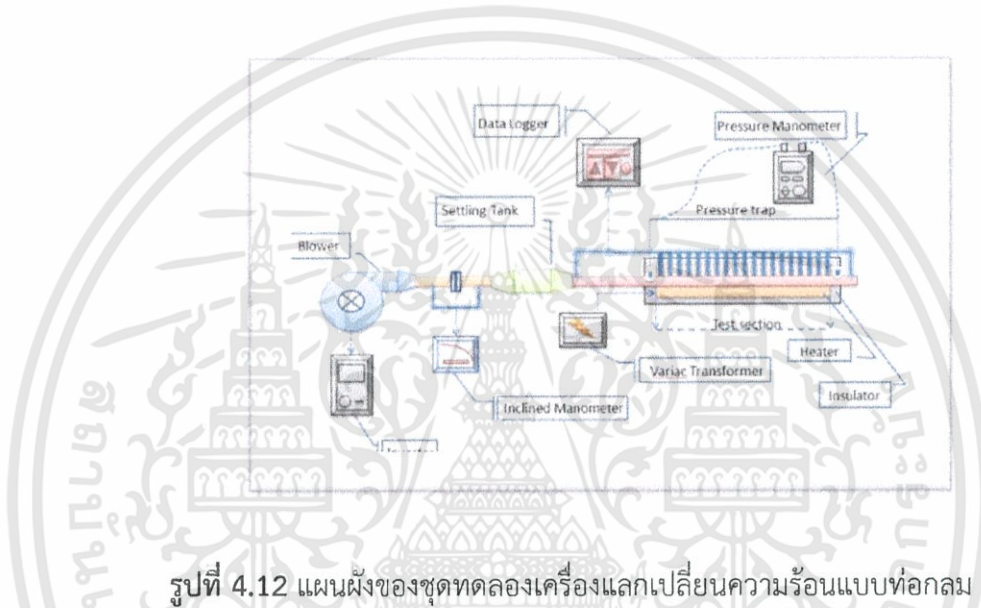 Data Logger
Pressure Manometer
Settling Tank
Pressure trap
Blower
Test section
Heater
Variac Transformer
Insulator
Inclined Manometer
รูปที่ 4.12 แผนผังของชุดทดลองเครื่องแลกเปลี่ยนความร้อนแบบท่อกลม